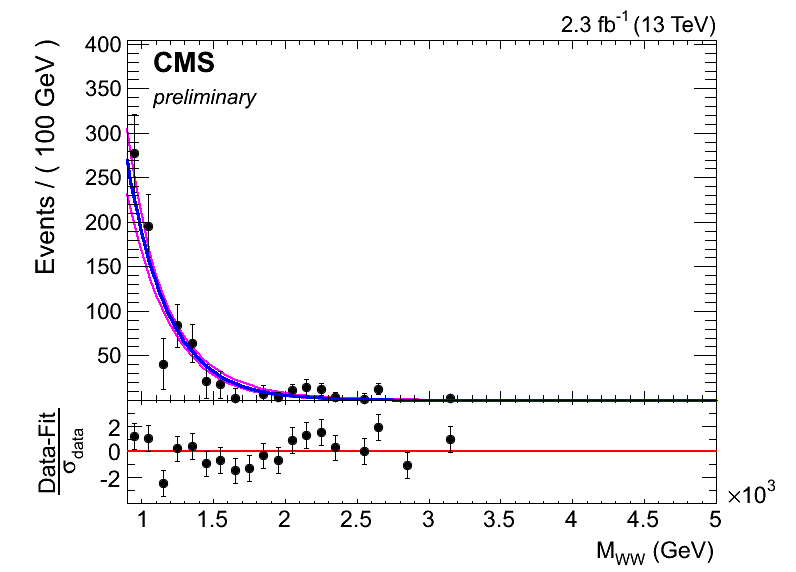 2.3 fb⁻¹ (13 TeV)
CMS
preliminary
Events / ( 100 GeV )
400
350
300
250
200
150
100
50
Data-Fit
σdata
2
0
-2
1 1.5 2 2.5 3 3.5 4 4.5 5
×10³
MWW (GeV)